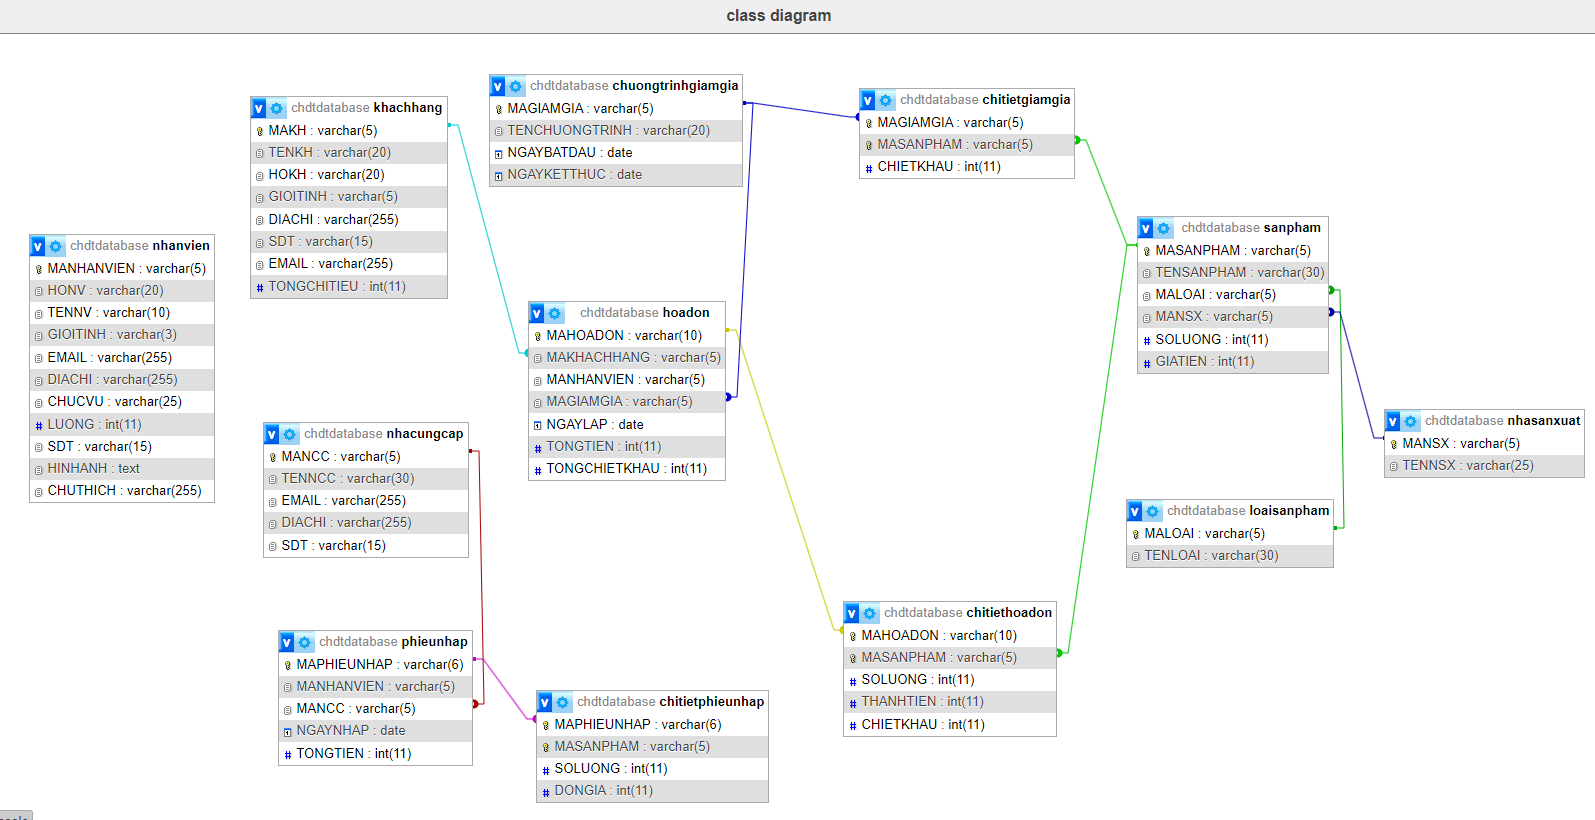 class diagram
chdtdatabase nhanvien
MANHANVIEN : varchar(5)
HONV : varchar(20)
TENNV : varchar(10)
GIOITINH : varchar(3)
EMAIL : varchar(255)
DIACHI : varchar(255)
CHUCVU : varchar(25)
LUONG : int(11)
SDT : varchar(15)
HINHANH : text
CHUTHICH : varchar(255)
chdtdatabase khachhang
MAKH : varchar(5)
TENKH : varchar(20)
HOKH : varchar(20)
GIOITINH : varchar(5)
DIACHI : varchar(255)
SDT : varchar(15)
EMAIL : varchar(255)
TONGCHITIEU : int(11)
chdtdatabase chuongtrinhgiamgia
MAGIAMGIA : varchar(5)
TENCHUONGTRINH : varchar(20)
NGAYBATDAU : date
NGAYKETTHUC : date
chdtdatabase chitietgiamgia
MAGIAMGIA : varchar(5)
MASANPHAM : varchar(5)
CHIETKHAU : int(11)
chdtdatabase sanpham
MASANPHAM : varchar(5)
TENSANPHAM : varchar(30)
MALOAI : varchar(5)
MANSX : varchar(5)
SOLUONG : int(11)
GIATIEN : int(11)
chdtdatabase hoadon
MAHOADON : varchar(10)
MAKHACHHANG : varchar(5)
MANHANVIEN : varchar(5)
MAGIAMGIA : varchar(5)
NGAYLAP : date
TONGTIEN : int(11)
TONGCHIETKHAU : int(11)
chdtdatabase nhasanxuat
MANSX : varchar(5)
TENNSX : varchar(25)
chdtdatabase nhacungcap
MANCC : varchar(5)
TENNCC : varchar(30)
EMAIL : varchar(255)
DIACHI : varchar(255)
SDT : varchar(15)
chdtdatabase loaisanpham
MALOAI : varchar(5)
TENLOAI : varchar(30)
chdtdatabase chitiethoadon
MAHOADON : varchar(10)
MASANPHAM : varchar(5)
SOLUONG : int(11)
THANHTIEN : int(11)
CHIETKHAU : int(11)
chdtdatabase phieunhap
MAPHIEUNHAP : varchar(6)
MANHANVIEN : varchar(5)
MANCC : varchar(5)
NGAYNHAP : date
TONGTIEN : int(11)
chdtdatabase chitietphieunhap
MAPHIEUNHAP : varchar(6)
MASANPHAM : varchar(5)
SOLUONG : int(11)
DONGIA : int(11)